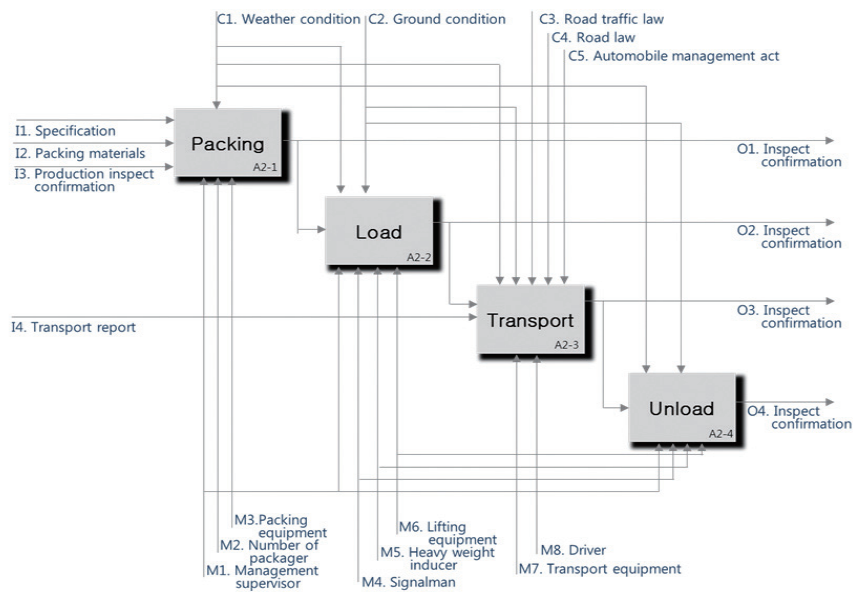 C1. Weather condition
C2. Ground condition
C3. Road traffic law
C4. Road law
C5. Automobile management act
I1. Specification
I2. Packing materials
I3. Production inspect
confirmation
Packing
A2-1
O1. Inspect
confirmation
Load
A2-2
O2. Inspect
confirmation
I4. Transport report
Transport
A2-3
O3. Inspect
confirmation
Unload
A2-4
O4. Inspect
confirmation
M3.Packing
equipment
M2. Number of
packager
M1. Management
supervisor
M6. Lifting
equipment
M5. Heavy weight
inducer
M4. Signalman
M8. Driver
M7. Transport equipment